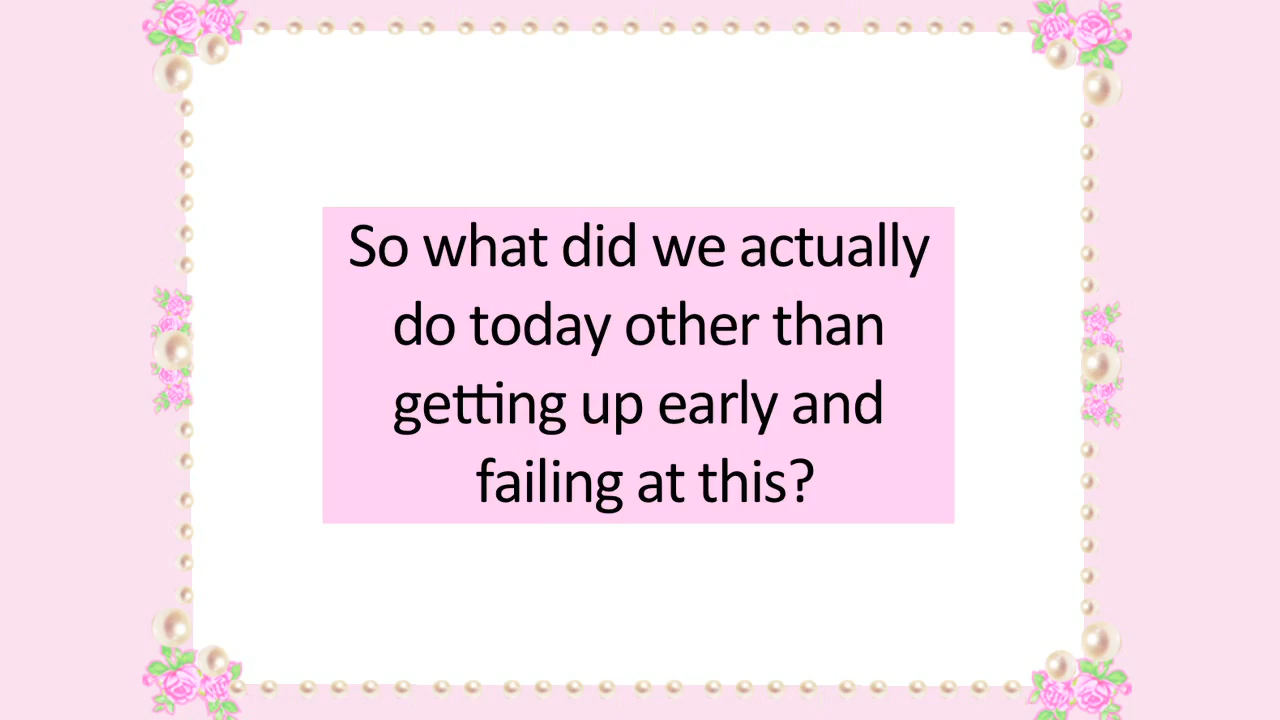 So what did we actually
do today other than
getting up early and
failing at this?